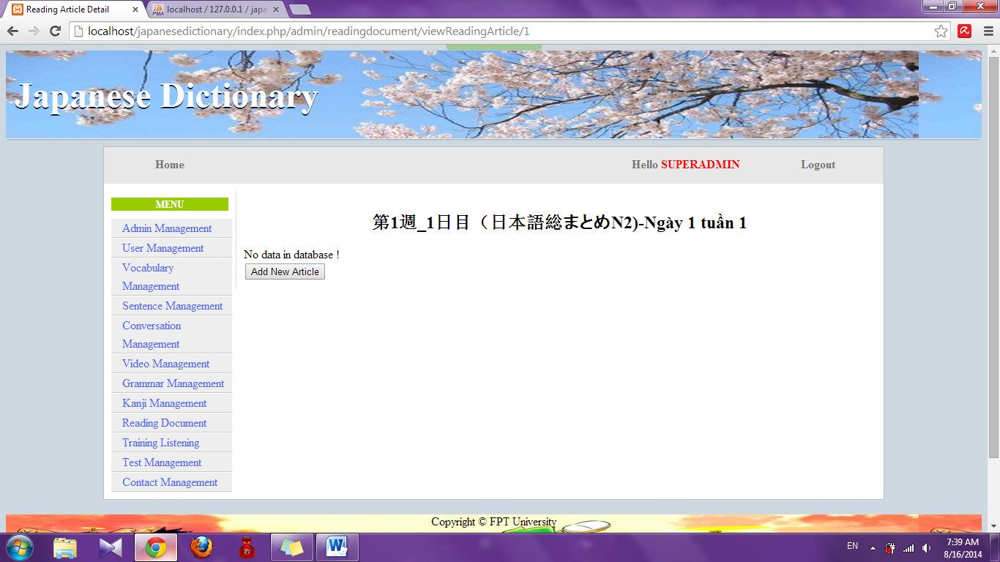 Reading Article Detail
localhost / 127.0.0.1 / japa
localhost/japanesedictionary/index.php/admin/readingdocument/viewReadingArticle/1
Japanese Dictionary
Home
Hello SUPERADMIN
Logout
MENU
Admin Management
User Management
Vocabulary
Management
Sentence Management
Conversation
Management
Video Management
Grammar Management
Kanji Management
Reading Document
Training Listening
Test Management
Contact Management
第1週_1日目（日本語総まとめN2)-Ngày 1 tuần 1
No data in database !
Add New Article
Copyright © FPT University
EN
7:39 AM
8/16/2014